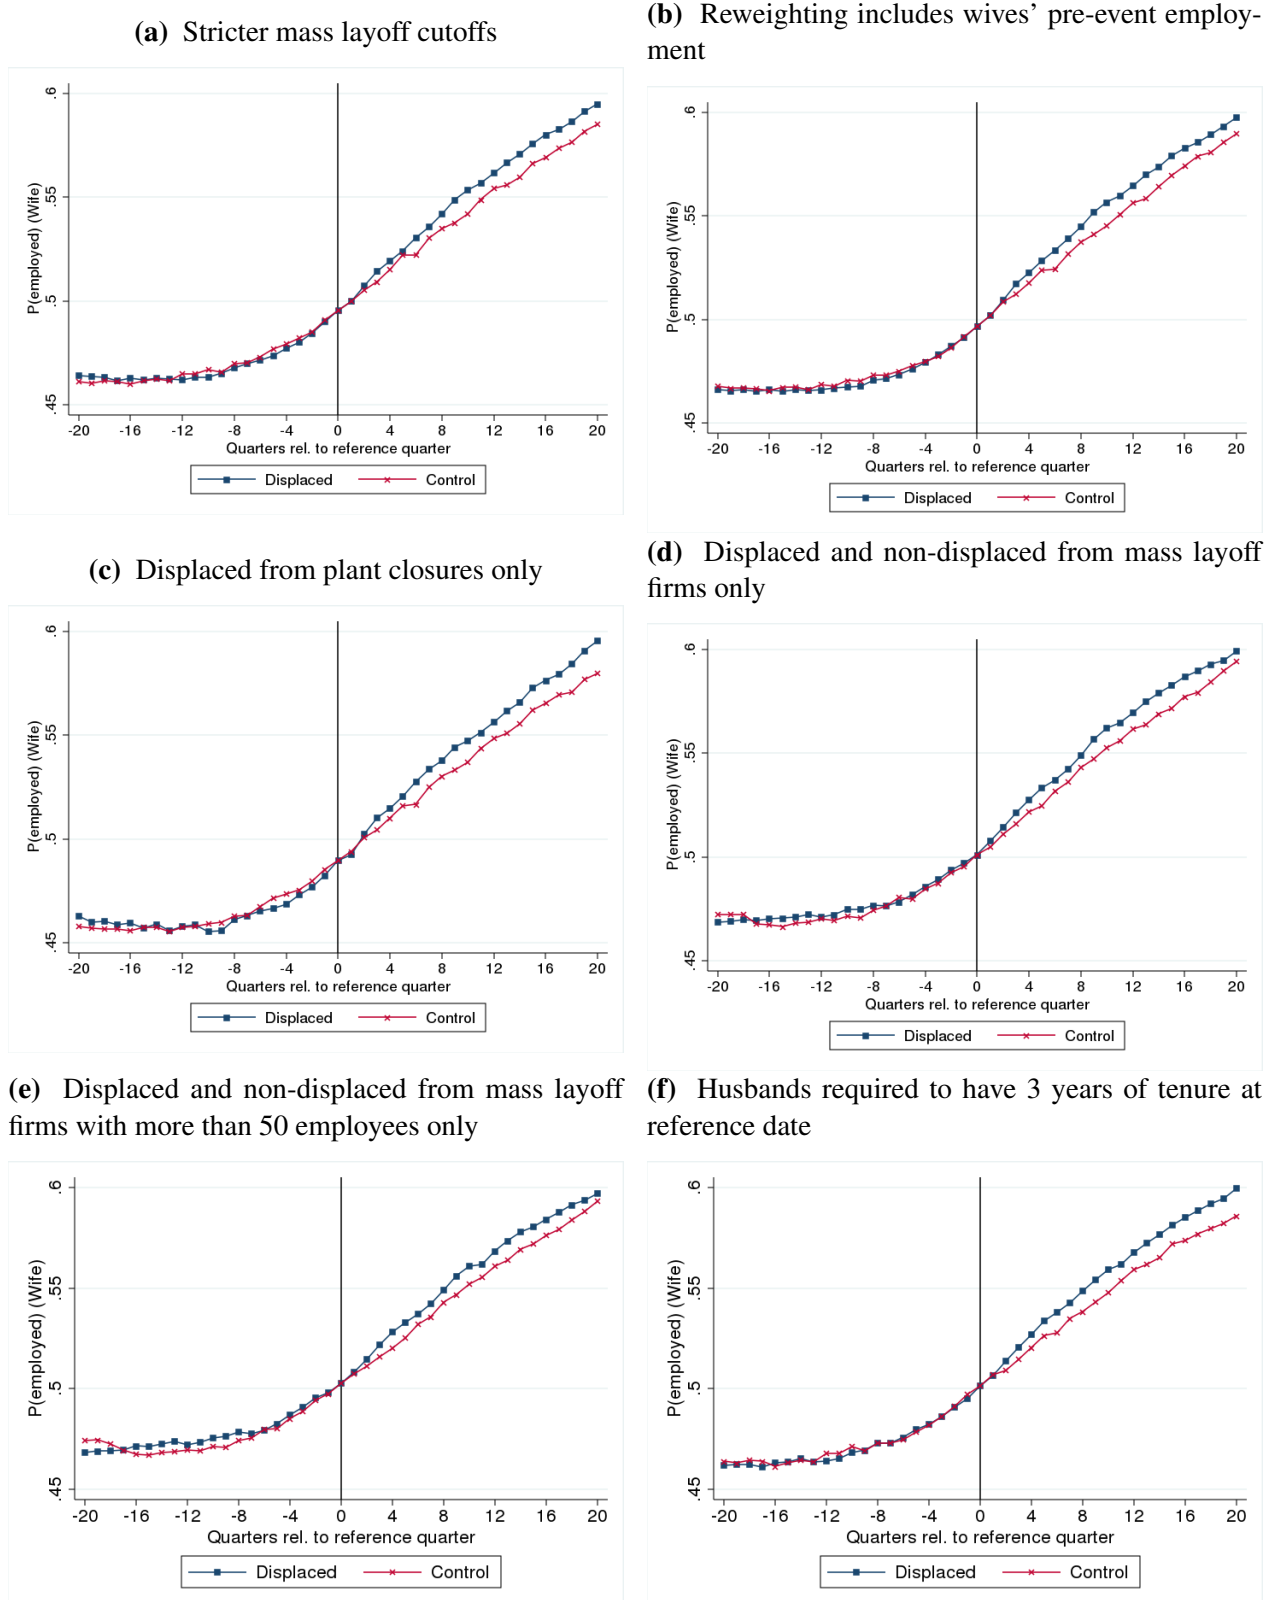 (a) Stricter mass layoff cutoffs
P(employed) (Wife)
.6
.55
.5
.45
-20 -16 -12 -8 -4 0 4 8 12 16 20
Quarters rel. to reference quarter
Displaced Control
(b) Reweighting includes wives' pre-event employ-
ment
P(employed) (Wife)
.6
.55
.5
.45
-20 -16 -12 -8 -4 0 4 8 12 16 20
Quarters rel. to reference quarter
Displaced Control
(c) Displaced from plant closures only
P(employed) (Wife)
.6
.55
.5
.45
-20 -16 -12 -8 -4 0 4 8 12 16 20
Quarters rel. to reference quarter
Displaced Control
(d) Displaced and non-displaced from mass layoff
firms only
P(employed) (Wife)
.6
.55
.5
.45
-20 -16 -12 -8 -4 0 4 8 12 16 20
Quarters rel. to reference quarter
Displaced Control
(e) Displaced and non-displaced from mass layoff
firms with more than 50 employees only
P(employed) (Wife)
.6
.55
.5
.45
-20 -16 -12 -8 -4 0 4 8 12 16 20
Quarters rel. to reference quarter
Displaced Control
(f) Husbands required to have 3 years of tenure at
reference date
P(employed) (Wife)
.6
.55
.5
.45
-20 -16 -12 -8 -4 0 4 8 12 16 20
Quarters rel. to reference quarter
Displaced Control